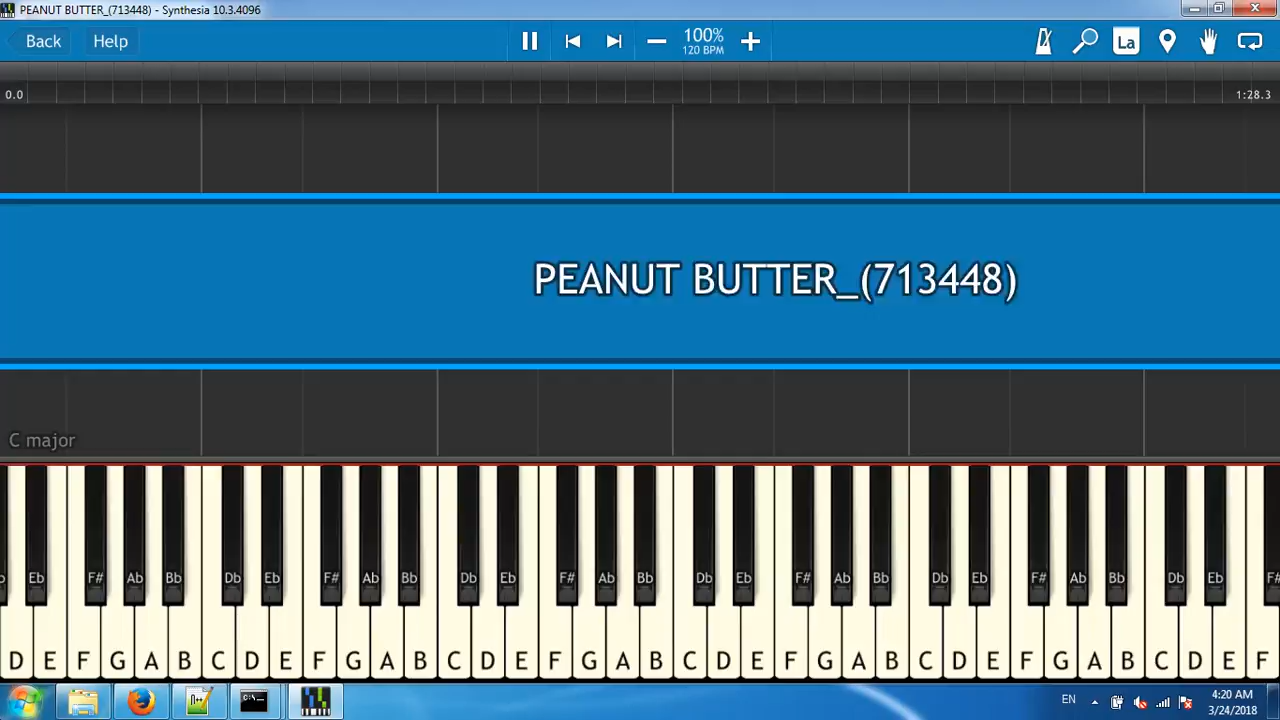 PEANUT BUTTER_(713448) - Synthesia 10.3.4096
Back Help 100% La
120 BPM
0.0 1:28.3
PEANUT BUTTER_(713448)
C major
Eb F# Ab Bb Db Eb F# Ab Bb Db Eb F# Ab Bb Db Eb F# Ab Bb Db Eb F# Ab Bb Db Eb F#
D E F G A B C D E F G A B C D E F G A B C D E F G A B C D E F G A B C D E F
EN 4:20 AM
3/24/2018